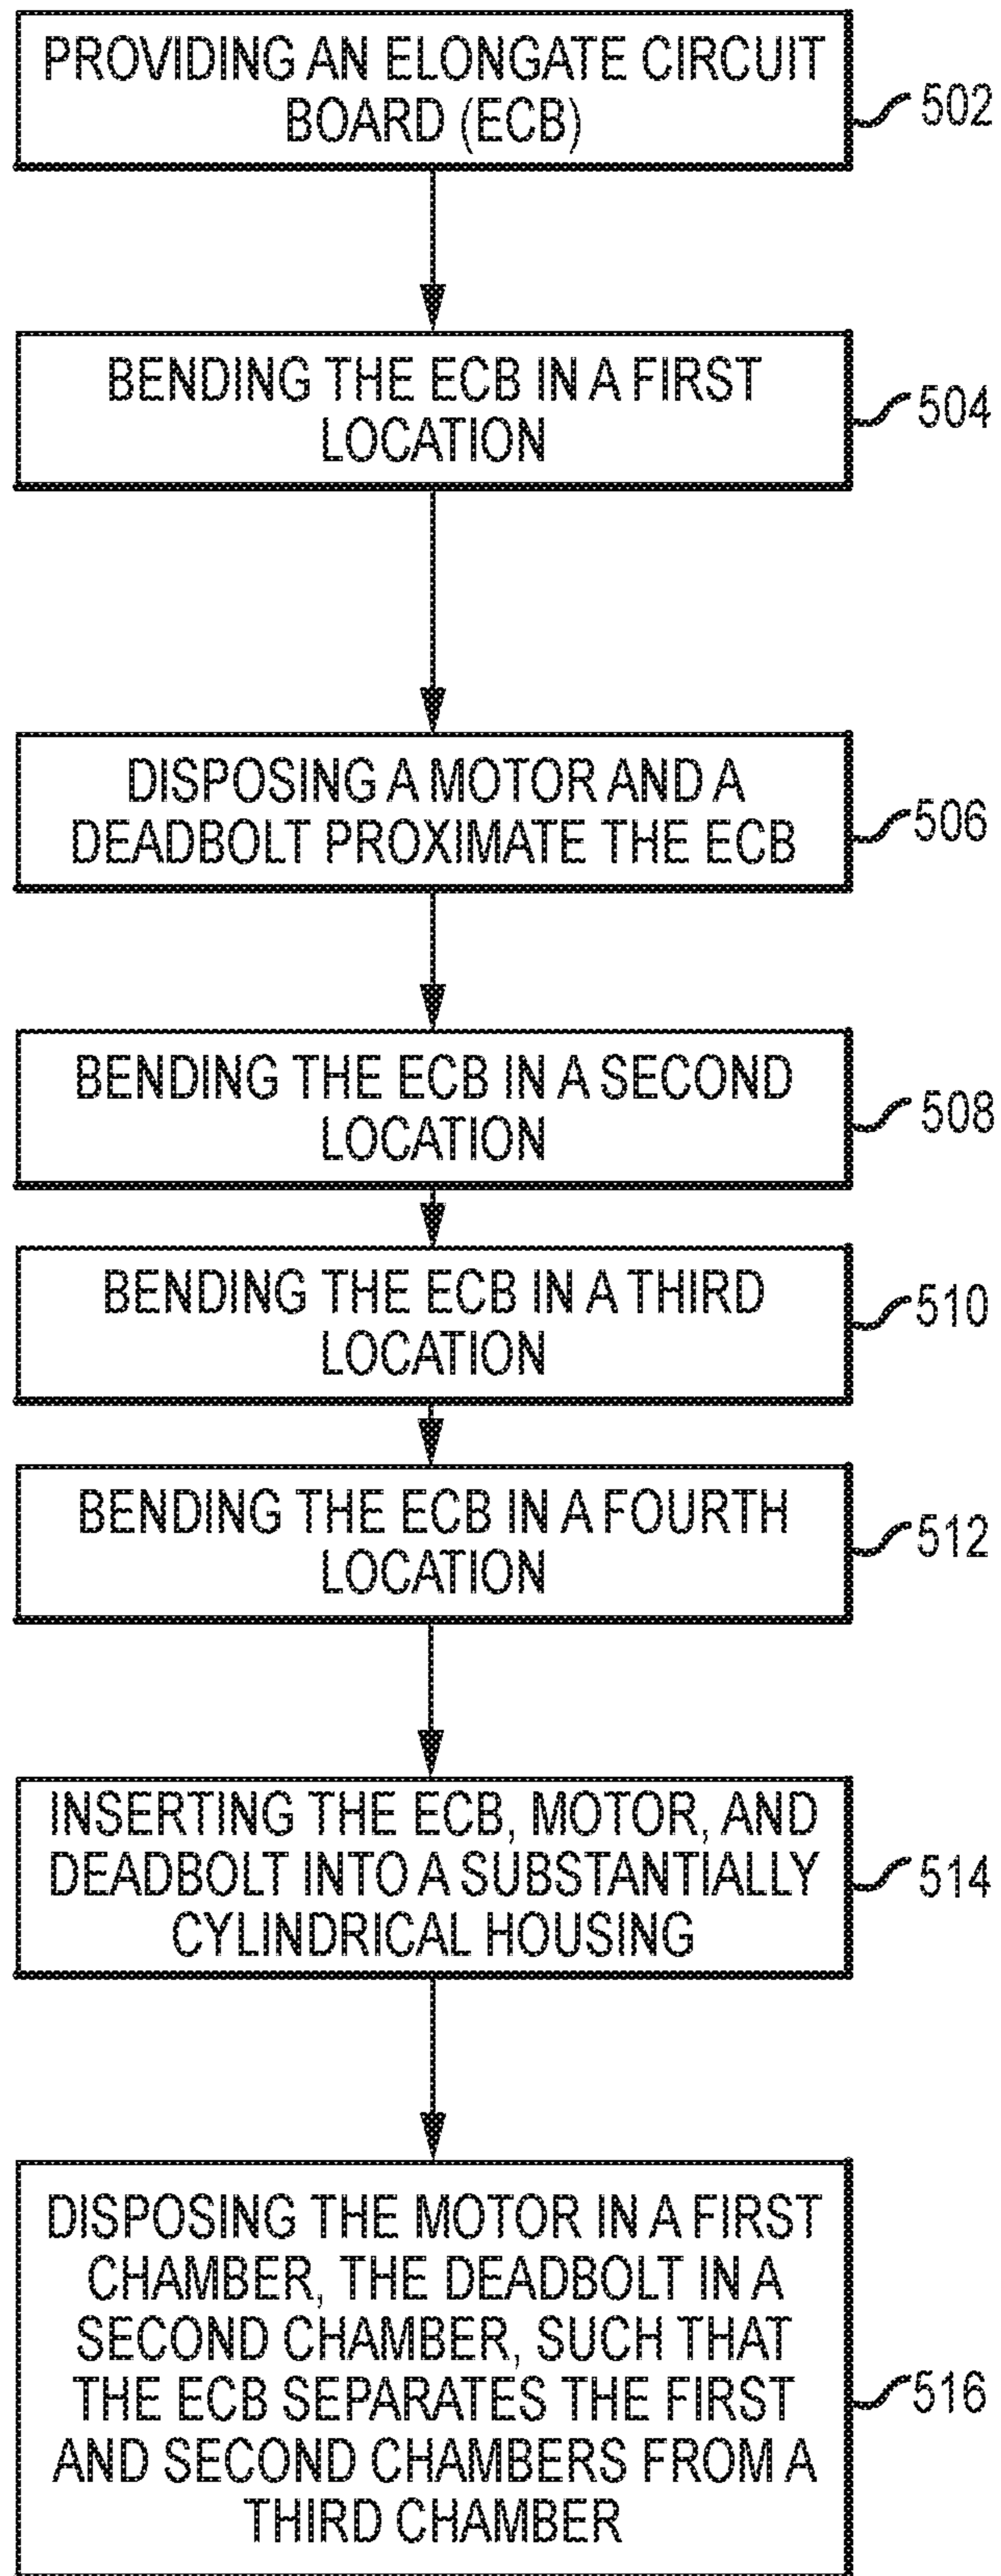 PROVIDING AN ELONGATE CIRCUIT
BOARD (ECB)
502
BENDING THE ECB IN A FIRST
LOCATION
504
DISPOSING A MOTOR AND A
DEADBOLT PROXIMATE THE ECB
506
BENDING THE ECB IN A SECOND
LOCATION
508
BENDING THE ECB IN A THIRD
LOCATION
510
BENDING THE ECB IN A FOURTH
LOCATION
512
INSERTING THE ECB, MOTOR, AND
DEADBOLT INTO A SUBSTANTIALLY
CYLINDRICAL HOUSING
514
DISPOSING THE MOTOR IN A FIRST
CHAMBER, THE DEADBOLT IN A
SECOND CHAMBER, SUCH THAT
THE ECB SEPARATES THE FIRST
AND SECOND CHAMBERS FROM A
THIRD CHAMBER
516